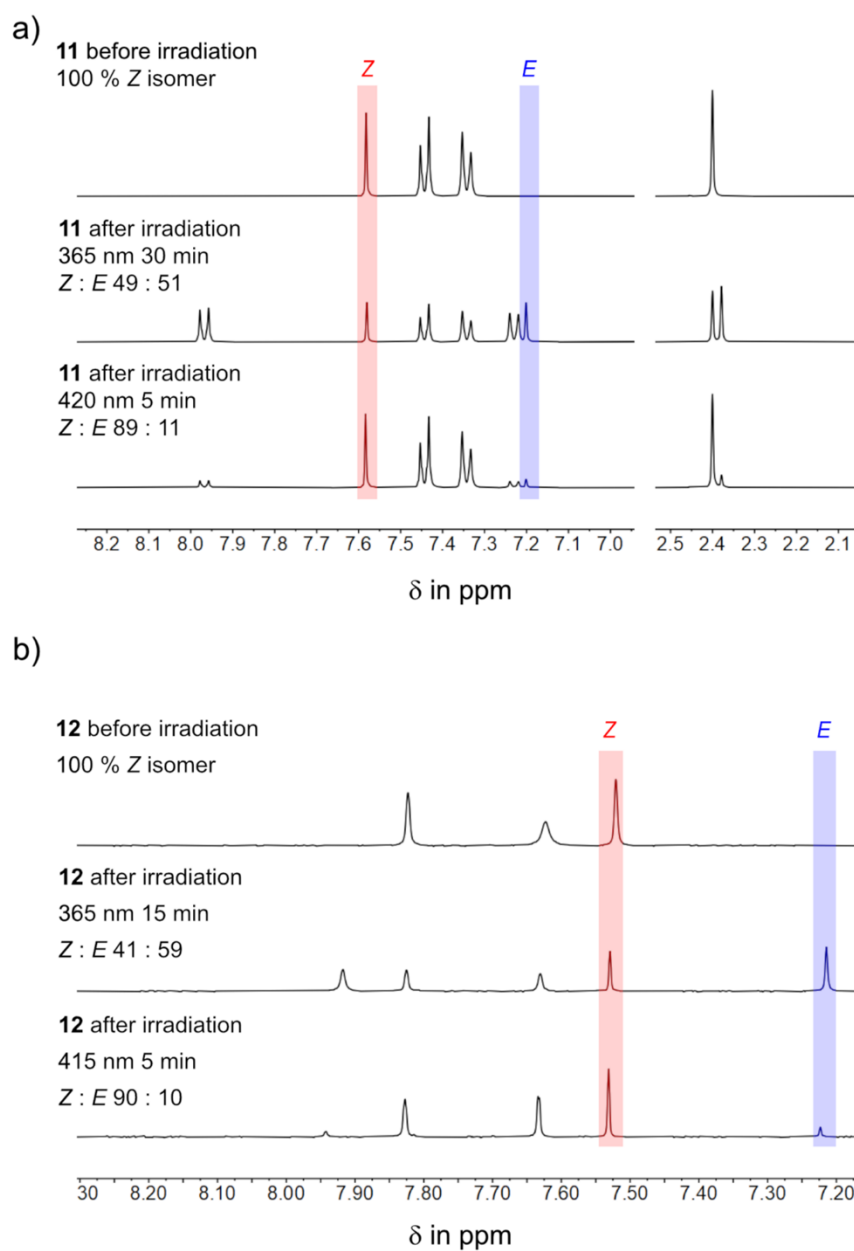 a)
11 before irradiation
100 % Z isomer
Z
E
11 after irradiation
365 nm 30 min
Z : E 49 : 51
11 after irradiation
420 nm 5 min
Z : E 89 : 11
8.2 8.1 8.0 7.9 7.8 7.7 7.6 7.5 7.4 7.3 7.2 7.1 7.0 2.5 2.4 2.3 2.2 2.1
δ in ppm
b)
12 before irradiation
100 % Z isomer
Z
E
12 after irradiation
365 nm 15 min
Z : E 41 : 59
12 after irradiation
415 nm 5 min
Z : E 90 : 10
30 8.20 8.10 8.00 7.90 7.80 7.70 7.60 7.50 7.40 7.30 7.20
δ in ppm